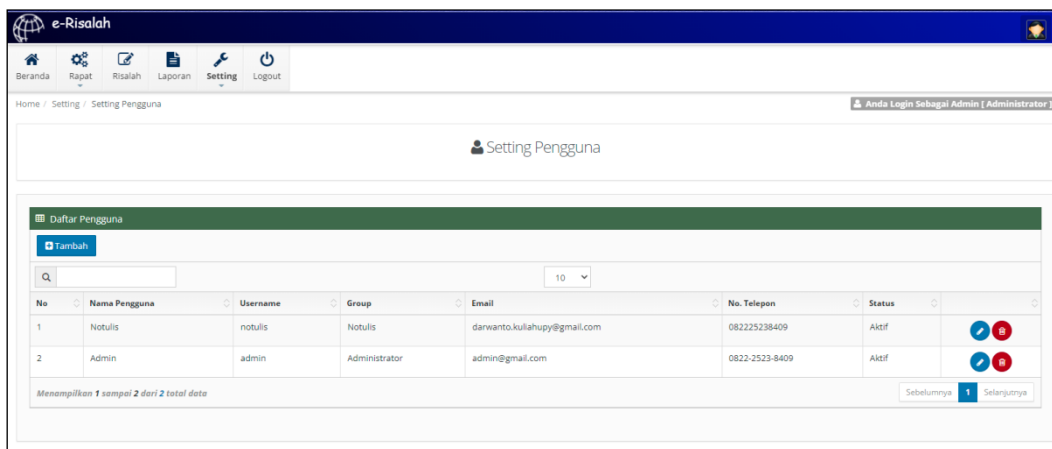 e-Risalah
Beranda Rapat Risalah Laporan Setting Logout
Home / Setting / Setting Pengguna
Anda Login Sebagai Admin [ Administrator ]
Setting Pengguna
Daftar Pengguna
Tambah
10
No Nama Pengguna Username Group Email No. Telepon Status
1 Notulis notulis Notulis darwanto.kuliahupy@gmail.com 082225238409 Aktif
2 Admin admin Administrator admin@gmail.com 0822-2523-8409 Aktif
Menampilkan 1 sampai 2 dari 2 total data
Sebelumnya 1 Selanjutnya